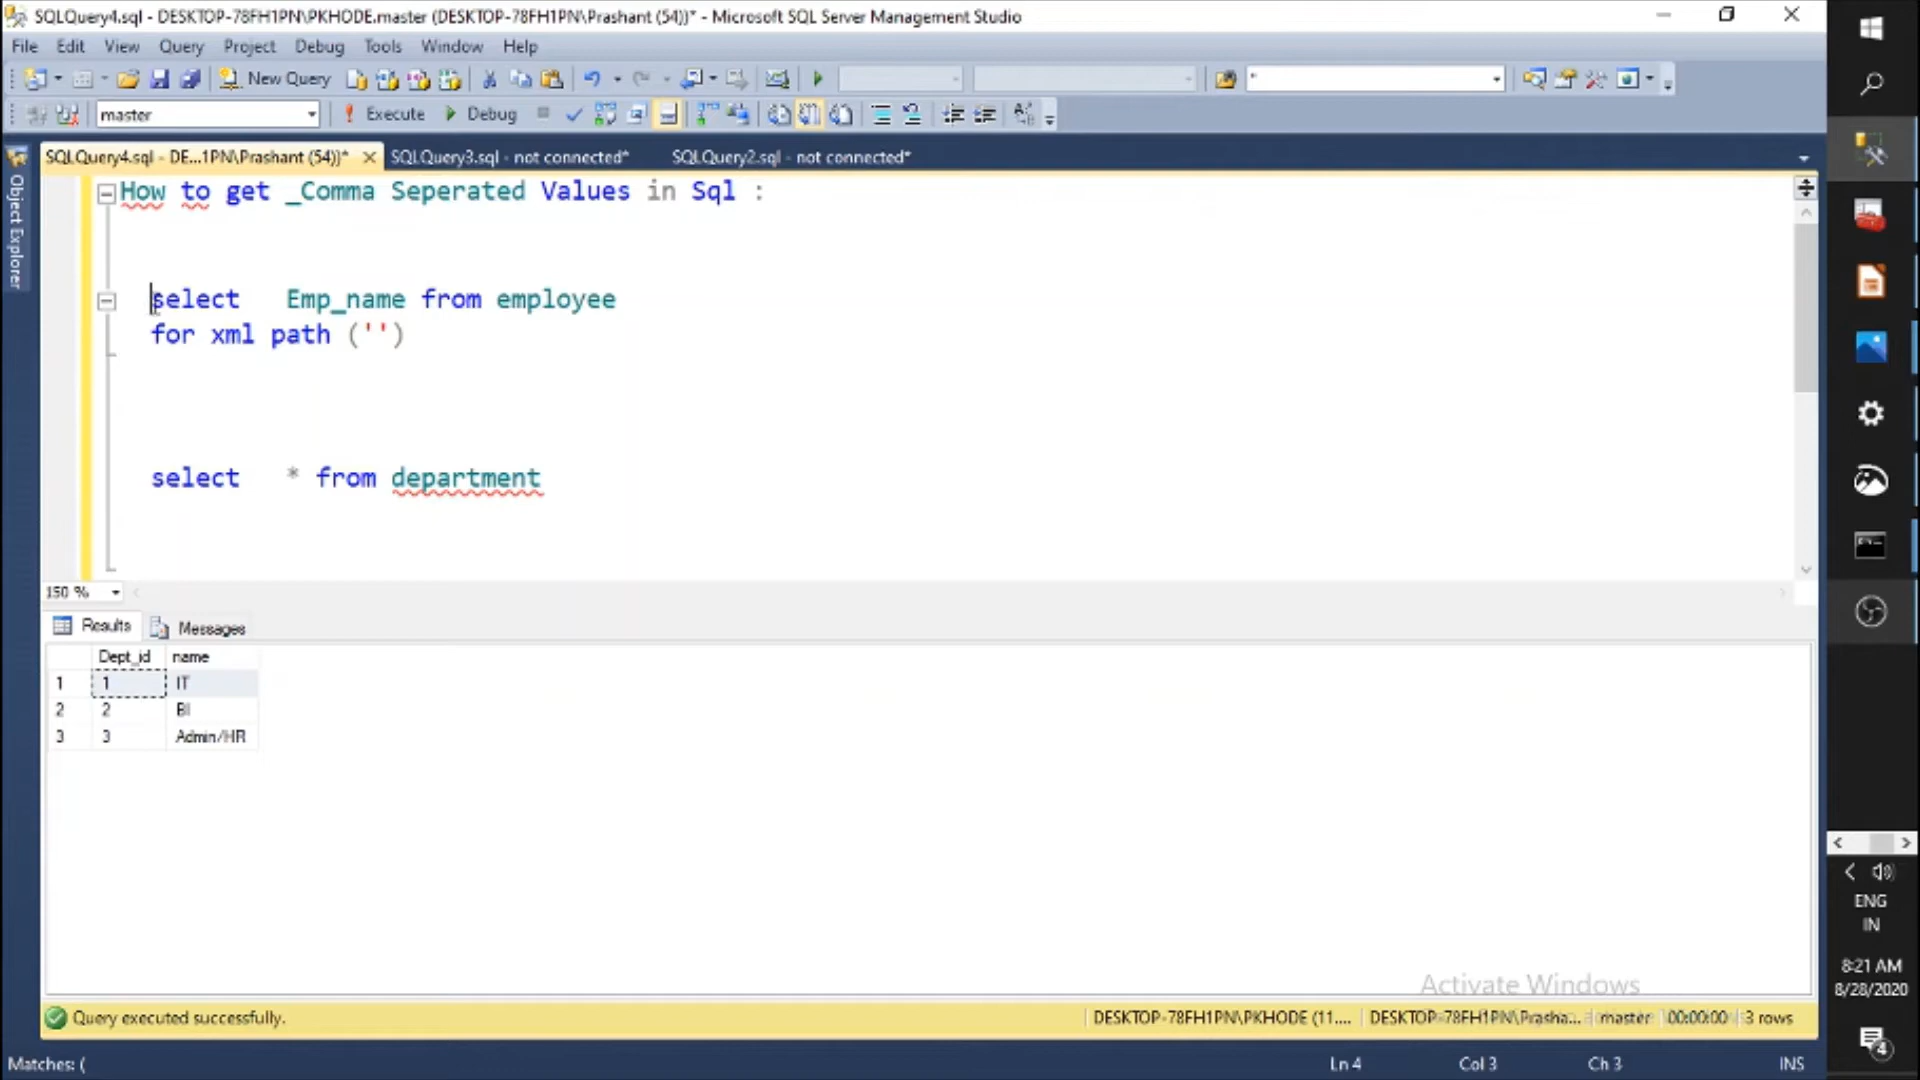 SQLQuery4.sql - DESKTOP-78FH1PN\PKHODE.master (DESKTOP-78FH1PN\Prashant (54))* - Microsoft SQL Server Management Studio
File Edit View Query Project Debug Tools Window Help
New Query
master Execute Debug
SQLQuery4.sql - DE...1PN\Prashant (54))* SQLQuery3.sql - not connected* SQLQuery2.sql - not connected*
Object Explorer
How to get _Comma Seperated Values in Sql :
select Emp_name from employee
for xml path ('')
select * from department
150 %
Results Messages
Dept_id name
1 1 IT
2 2 BI
3 3 Admin/HR
Activate Windows
Query executed successfully. DESKTOP-78FH1PN\PKHODE (11.... DESKTOP-78FH1PN\Prasha... master 00:00:00 3 rows
Matches: ( Ln 4 Col 3 Ch 3 INS
ENG
IN
8:21 AM
8/28/2020
4